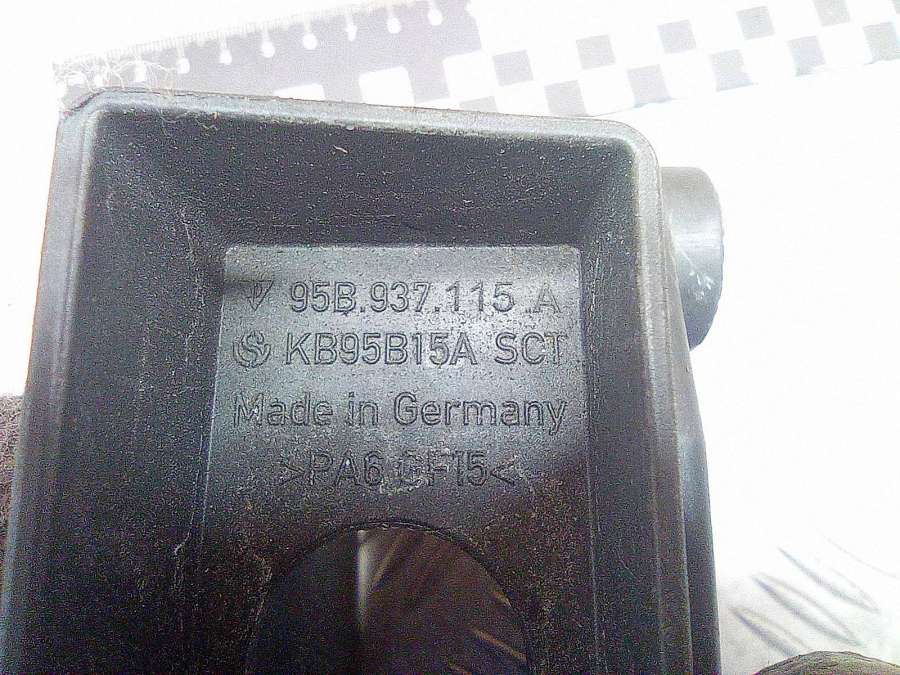 95B.937.115 A
KB95B15A SCT
Made in Germany
>PA6 GF15<